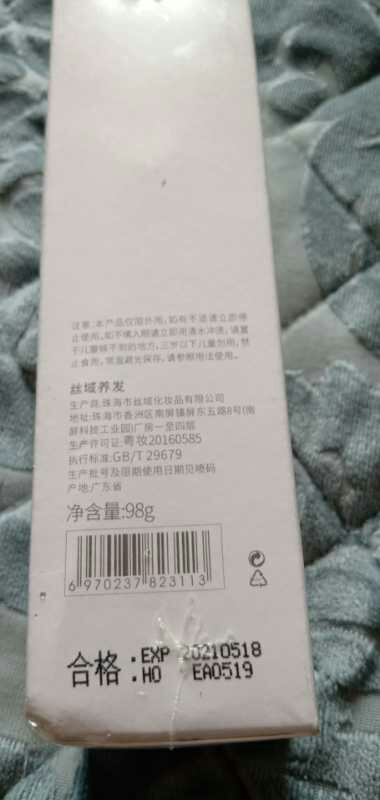 注意:本产品仅限外用,如有不适请立即停
止使用。如不慎入眼请立即用清水冲洗。请置
于儿童触不到的地方,三岁以下儿童勿用,禁
止食用。常温避光保存。请参照用法使用。
丝域养发
生产商:珠海市丝域化妆品有限公司
地址:珠海市香洲区南屏镇屏东五路8号(南
屏科技工业园)厂房一至四层
生产许可证:粤妆20160585
执行标准:GB/T 29679
生产批号及限期使用日期见喷码
产地:广东省
净含量:98g
6 970237 823113
合格:EXP 20210518
HO EA0519